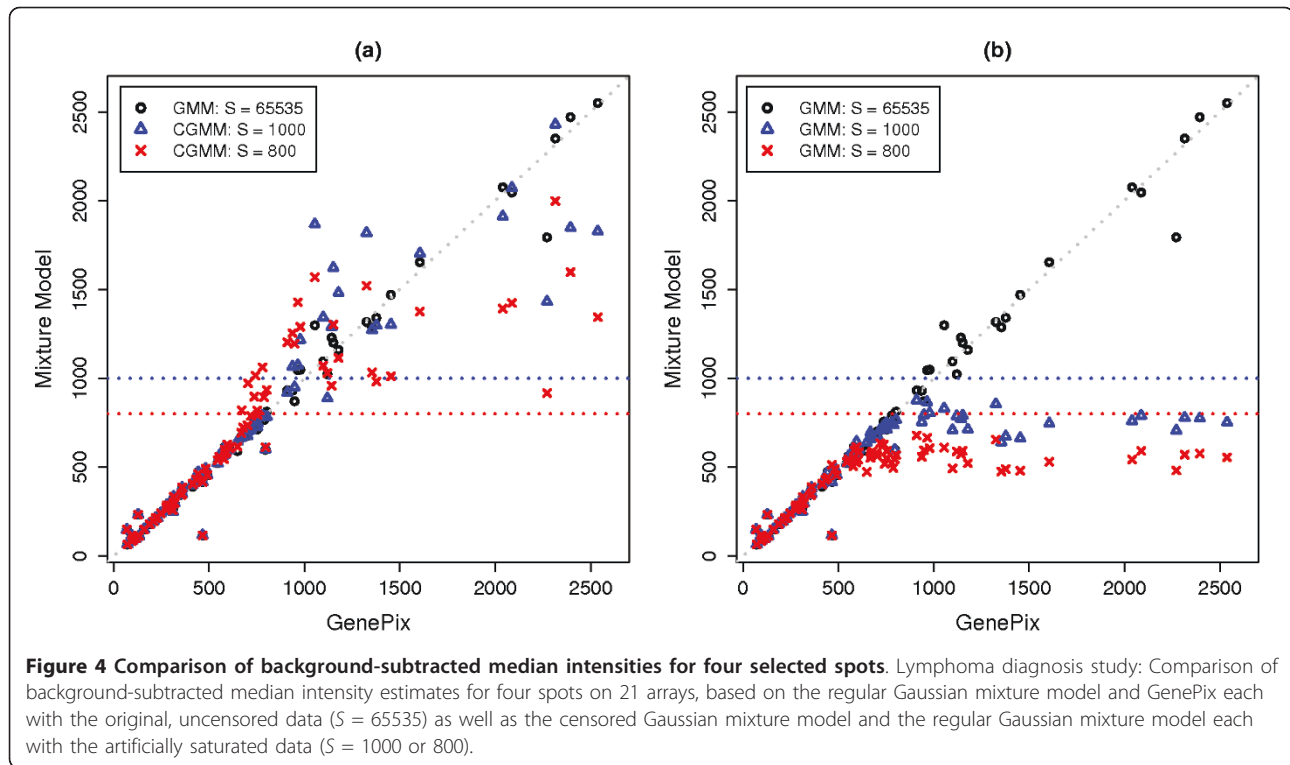 (a)
GMM: S = 65535
CGMM: S = 1000
CGMM: S = 800
Mixture Model
0
500
1000
1500
2000
2500
0
500
1000
1500
2000
2500
GenePix
(b)
GMM: S = 65535
GMM: S = 1000
GMM: S = 800
Mixture Model
0
500
1000
1500
2000
2500
0
500
1000
1500
2000
2500
GenePix
Figure 4 Comparison of background-subtracted median intensities for four selected spots. Lymphoma diagnosis study: Comparison of
background-subtracted median intensity estimates for four spots on 21 arrays, based on the regular Gaussian mixture model and GenePix each
with the original, uncensored data (S = 65535) as well as the censored Gaussian mixture model and the regular Gaussian mixture model each
with the artificially saturated data (S = 1000 or 800).